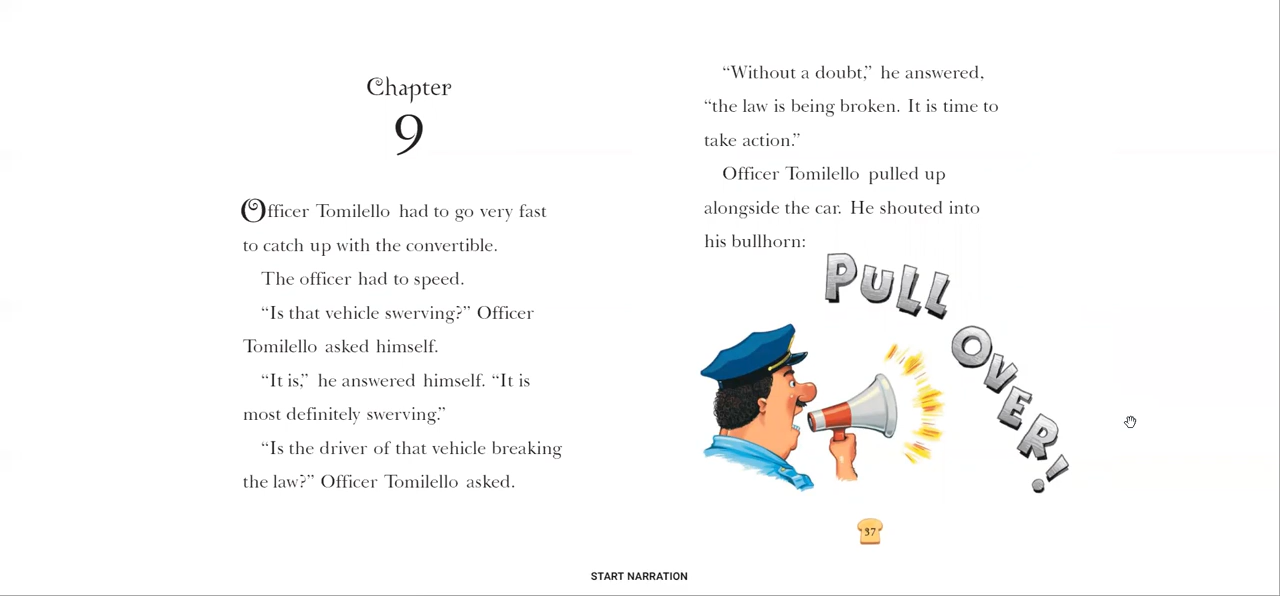 Chapter
9
Officer Tomilello had to go very fast
to catch up with the convertible.
The officer had to speed.
“Is that vehicle swerving?” Officer
Tomilello asked himself.
“It is,” he answered himself. “It is
most definitely swerving.”
“Is the driver of that vehicle breaking
the law?” Officer Tomilello asked.
“Without a doubt,” he answered,
“the law is being broken. It is time to
take action.”
Officer Tomilello pulled up
alongside the car. He shouted into
his bullhorn:
PULL
OVER!
37
START NARRATION